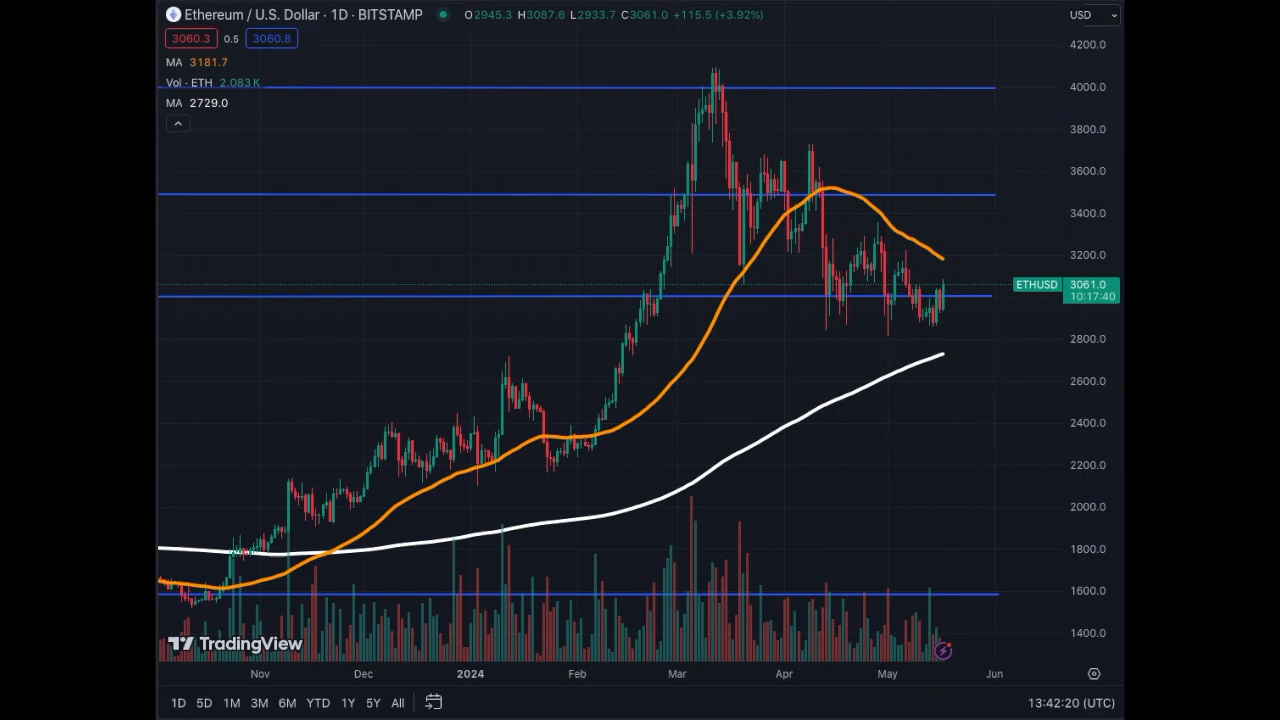 Ethereum / U.S. Dollar · 1D · BITSTAMP O2945.3 H3087.6 L2933.7 C3061.0 +115.5 (+3.92%) USD
3060.3 0.5 3060.8
MA 3181.7
Vol · ETH 2.083 K
MA 2729.0
4200.0
4000.0
3800.0
3600.0
3400.0
3200.0
ETHUSD 3061.0
10:17:40
2800.0
2600.0
2400.0
2200.0
2000.0
1800.0
1600.0
1400.0
TradingView
Nov Dec 2024 Feb Mar Apr May Jun
1D 5D 1M 3M 6M YTD 1Y 5Y All 13:42:20 (UTC)